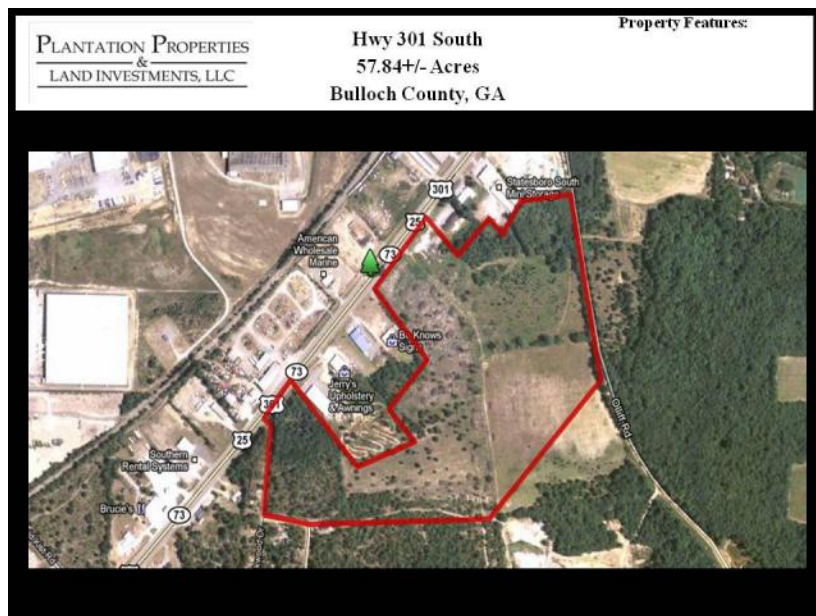 PLANTATION PROPERTIES
&
LAND INVESTMENTS, LLC
Hwy 301 South
57.84+/- Acres
Bulloch County, GA
Property Features:
301
Statesboro South
Mini Storage
25
73
American
Wholesale
Marine
Bo Knows
Signs
73
Jerry's
Upholstery
& Awnings
301
25
Southern
Rental Systems
Brucie's
73
Olliff Rd